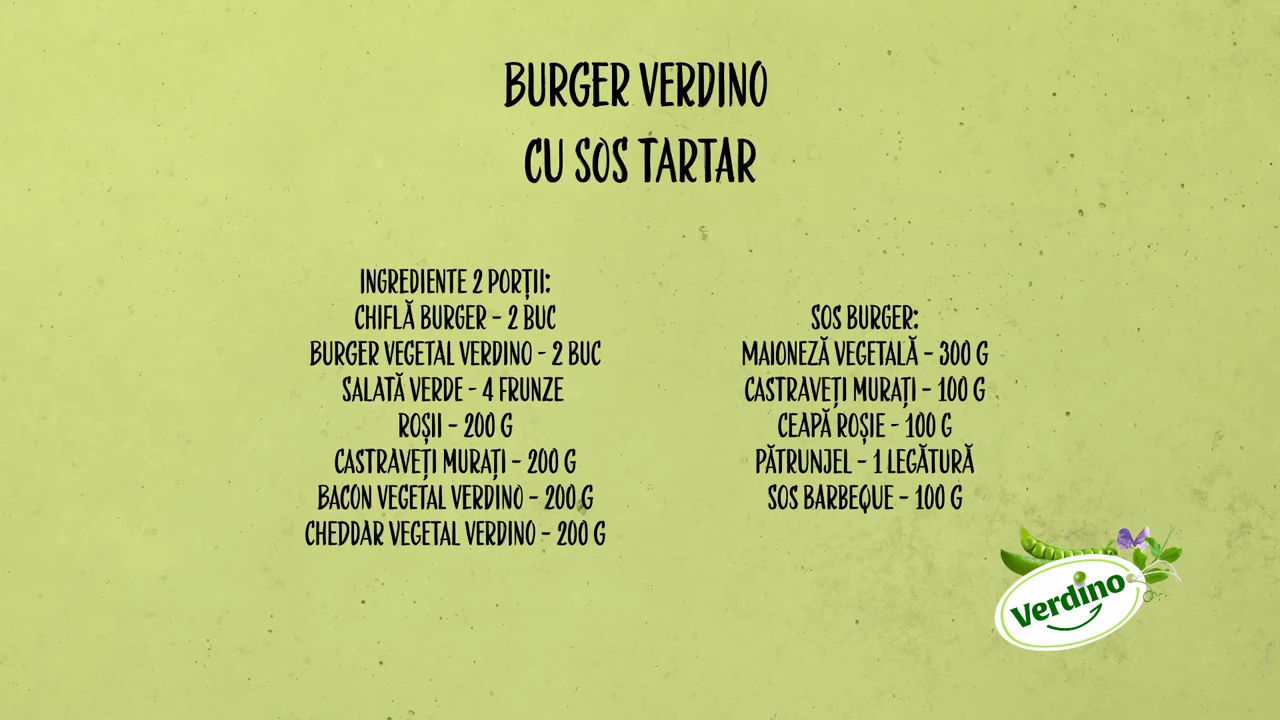 BURGER VERDINO
CU SOS TARTAR
INGREDIENTE 2 PORȚII:
CHIFLĂ BURGER - 2 BUC
BURGER VEGETAL VERDINO - 2 BUC
SALATĂ VERDE - 4 FRUNZE
ROȘII - 200 G
CASTRAVEȚI MURAȚI - 200 G
BACON VEGETAL VERDINO - 200 G
CHEDDAR VEGETAL VERDINO - 200 G
SOS BURGER:
MAIONEZĂ VEGETALĂ - 300 G
CASTRAVEȚI MURAȚI - 100 G
CEAPĂ ROȘIE - 100 G
PĂTRUNJEL - 1 LEGĂTURĂ
SOS BARBEQUE - 100 G
Verdino